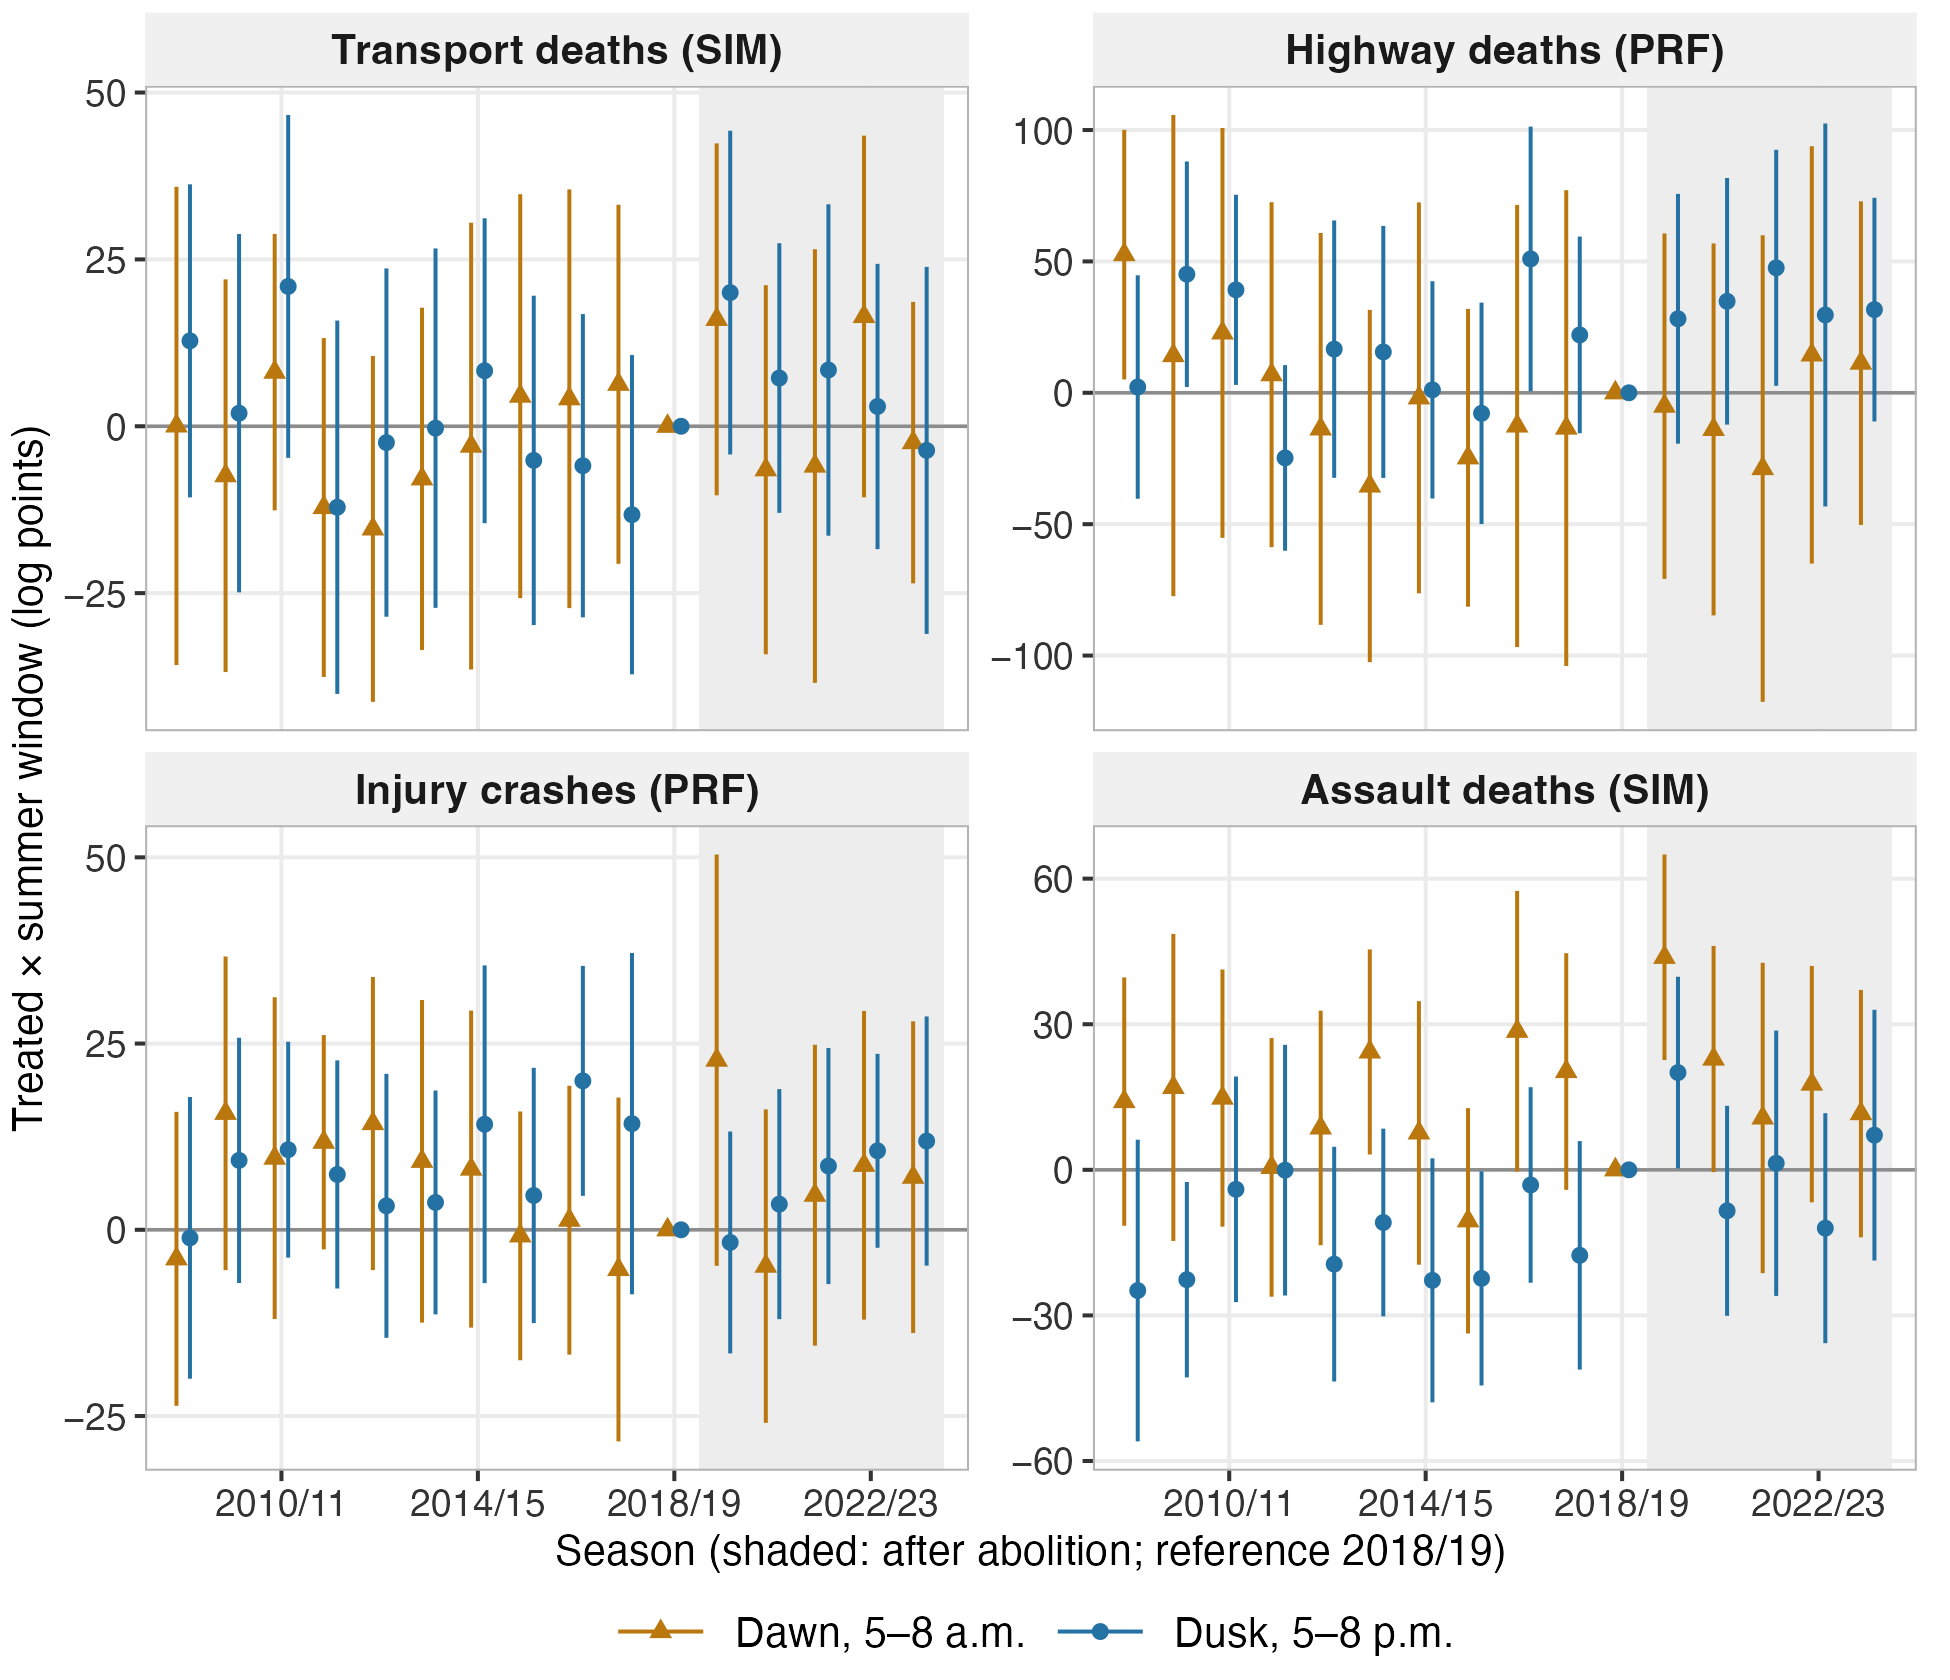 Transport deaths (SIM)
Highway deaths (PRF)
50
25
0
−25
100
50
0
−50
−100
Injury crashes (PRF)
Assault deaths (SIM)
50
25
0
−25
60
30
0
−30
−60
2010/11 2014/15 2018/19 2022/23
2010/11 2014/15 2018/19 2022/23
Treated × summer window (log points)
Season (shaded: after abolition; reference 2018/19)
Dawn, 5–8 a.m. Dusk, 5–8 p.m.